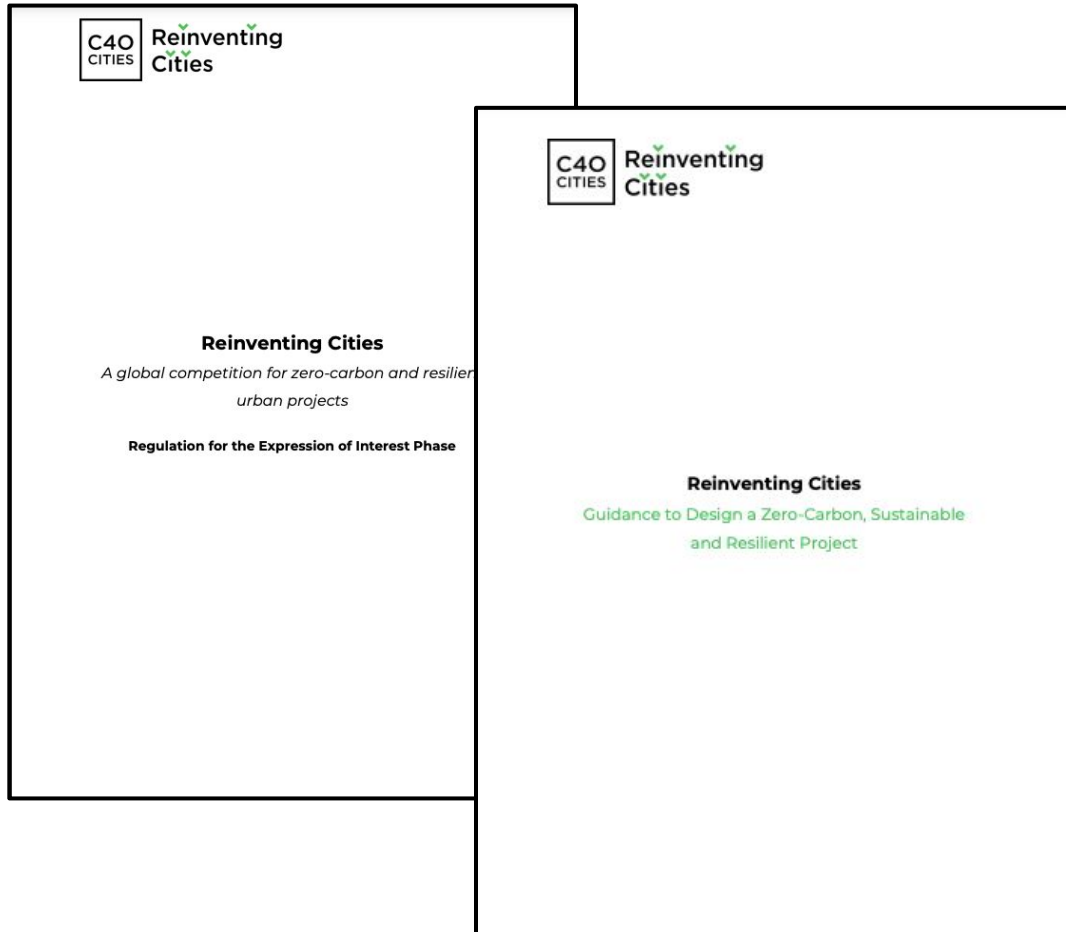 C40
CITIES
Reinventing
Cities
Reinventing Cities
A global competition for zero-carbon and resilien
urban projects
Regulation for the Expression of Interest Phase
C40
CITIES
Reinventing
Cities
Reinventing Cities
Guidance to Design a Zero-Carbon, Sustainable
and Resilient Project